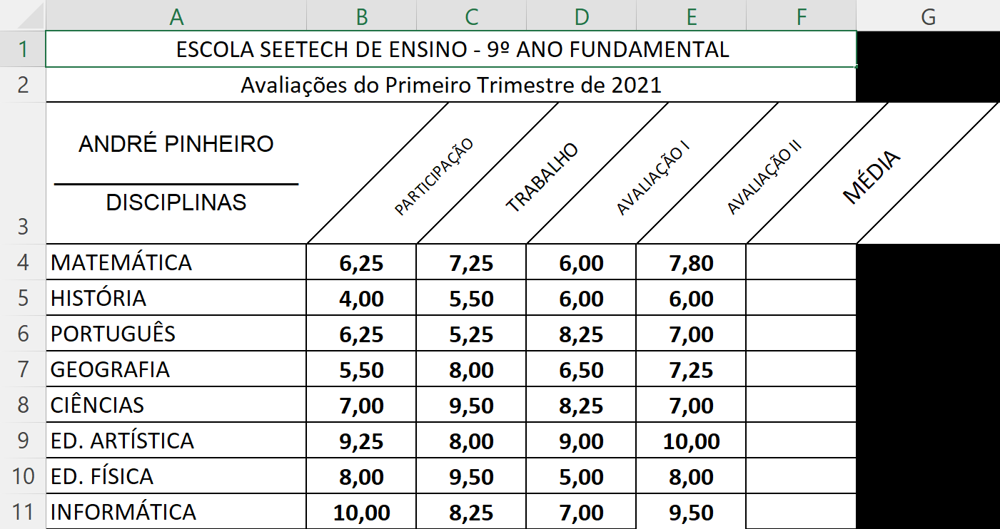 A B C D E F G
1 ESCOLA SEETECH DE ENSINO - 9º ANO FUNDAMENTAL
2 Avaliações do Primeiro Trimestre de 2021
ANDRÉ PINHEIRO
DISCIPLINAS
PARTICIPAÇÃO
TRABALHO
AVALIAÇÃO I
AVALIAÇÃO II
MÉDIA
3
4 MATEMÁTICA 6,25 7,25 6,00 7,80
5 HISTÓRIA 4,00 5,50 6,00 6,00
6 PORTUGUÊS 6,25 5,25 8,25 7,00
7 GEOGRAFIA 5,50 8,00 6,50 7,25
8 CIÊNCIAS 7,00 9,50 8,25 7,00
9 ED. ARTÍSTICA 9,25 8,00 9,00 10,00
10 ED. FÍSICA 8,00 9,50 5,00 8,00
11 INFORMÁTICA 10,00 8,25 7,00 9,50